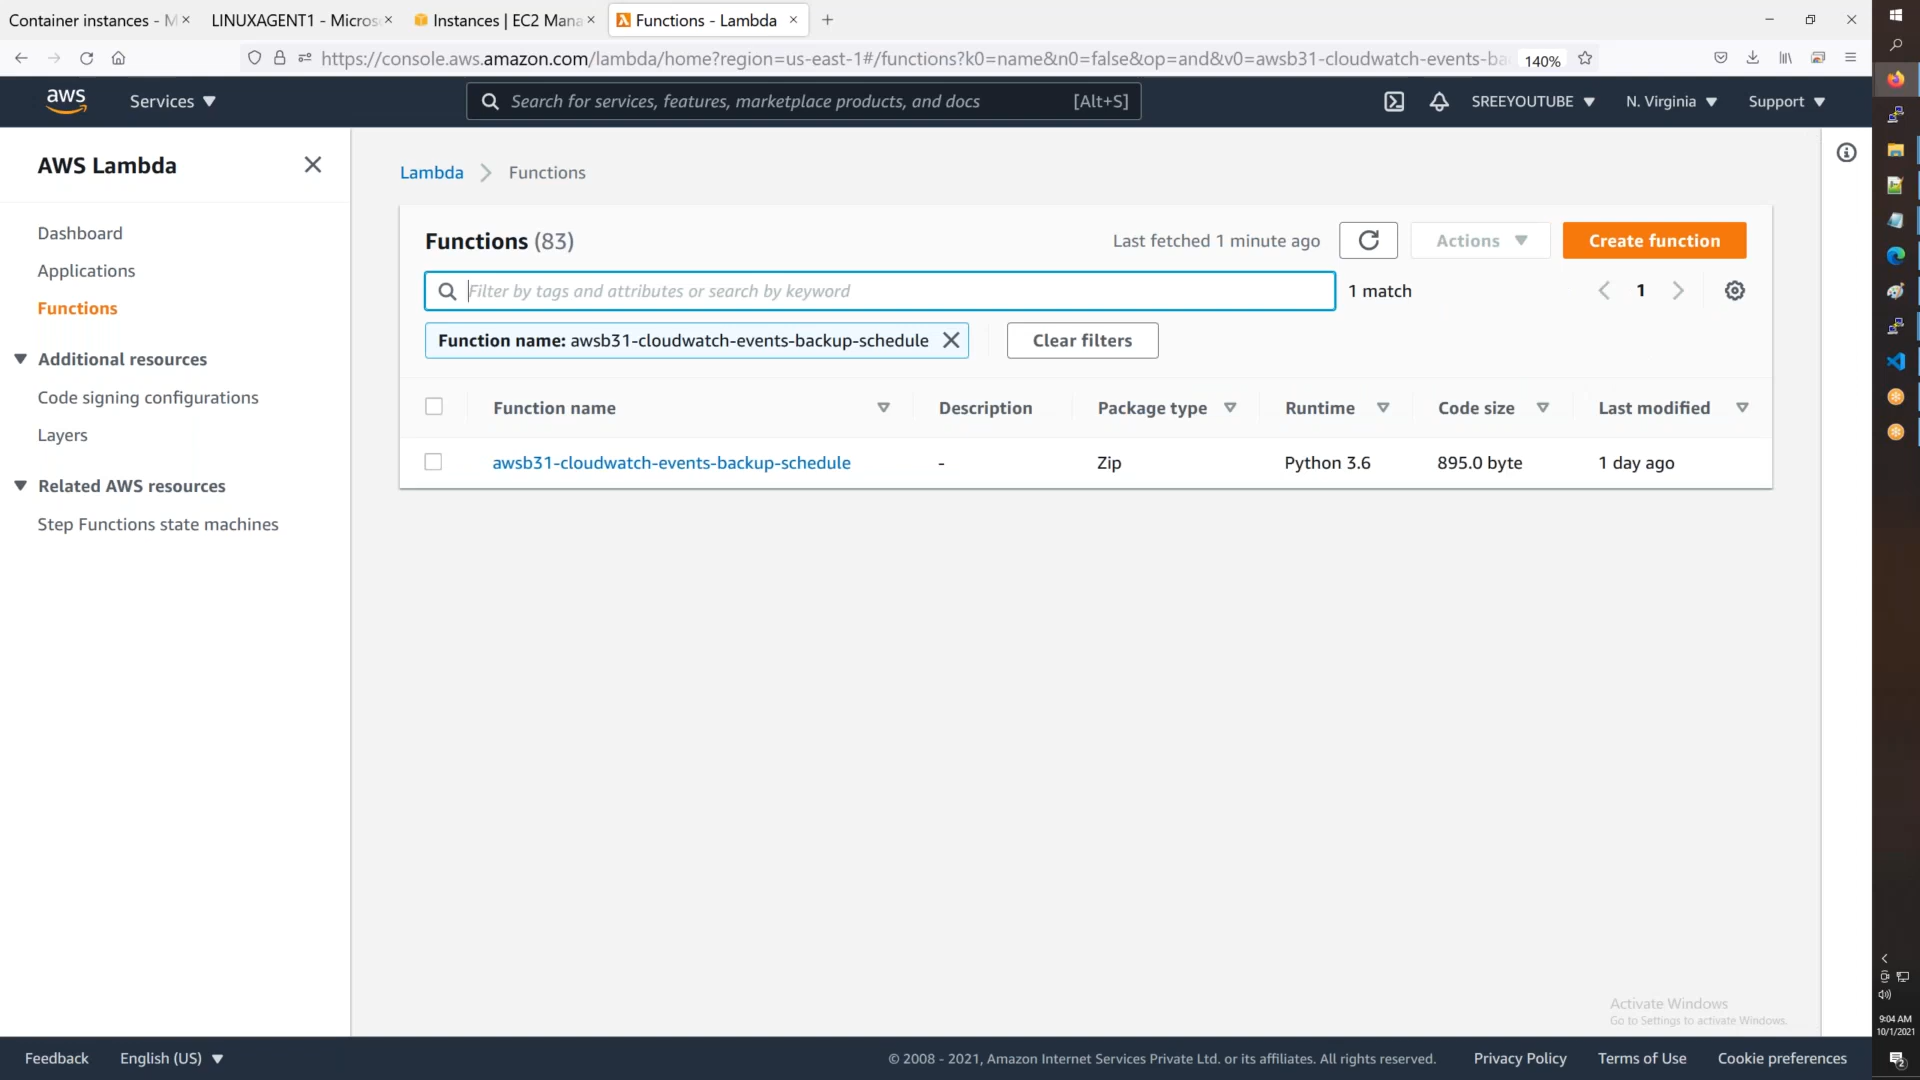 Container instances - M
LINUXAGENT1 - Micros
Instances | EC2 Mana
Functions - Lambda
https://console.aws.amazon.com/lambda/home?region=us-east-1#/functions?k0=name&n0=false&op=and&v0=awsb31-cloudwatch-events-ba
140%
aws
Services
Search for services, features, marketplace products, and docs
[Alt+S]
SREEYOUTUBE
N. Virginia
Support
AWS Lambda
Dashboard
Applications
Functions
Additional resources
Code signing configurations
Layers
Related AWS resources
Step Functions state machines
Lambda
Functions
Functions (83)
Last fetched 1 minute ago
Actions
Create function
Filter by tags and attributes or search by keyword
1 match
1
Function name: awsb31-cloudwatch-events-backup-schedule
Clear filters
Function name
Description
Package type
Runtime
Code size
Last modified
awsb31-cloudwatch-events-backup-schedule
-
Zip
Python 3.6
895.0 byte
1 day ago
Activate Windows
Go to Settings to activate Windows.
9:04 AM
10/1/2021
2
Feedback
English (US)
© 2008 - 2021, Amazon Internet Services Private Ltd. or its affiliates. All rights reserved.
Privacy Policy
Terms of Use
Cookie preferences